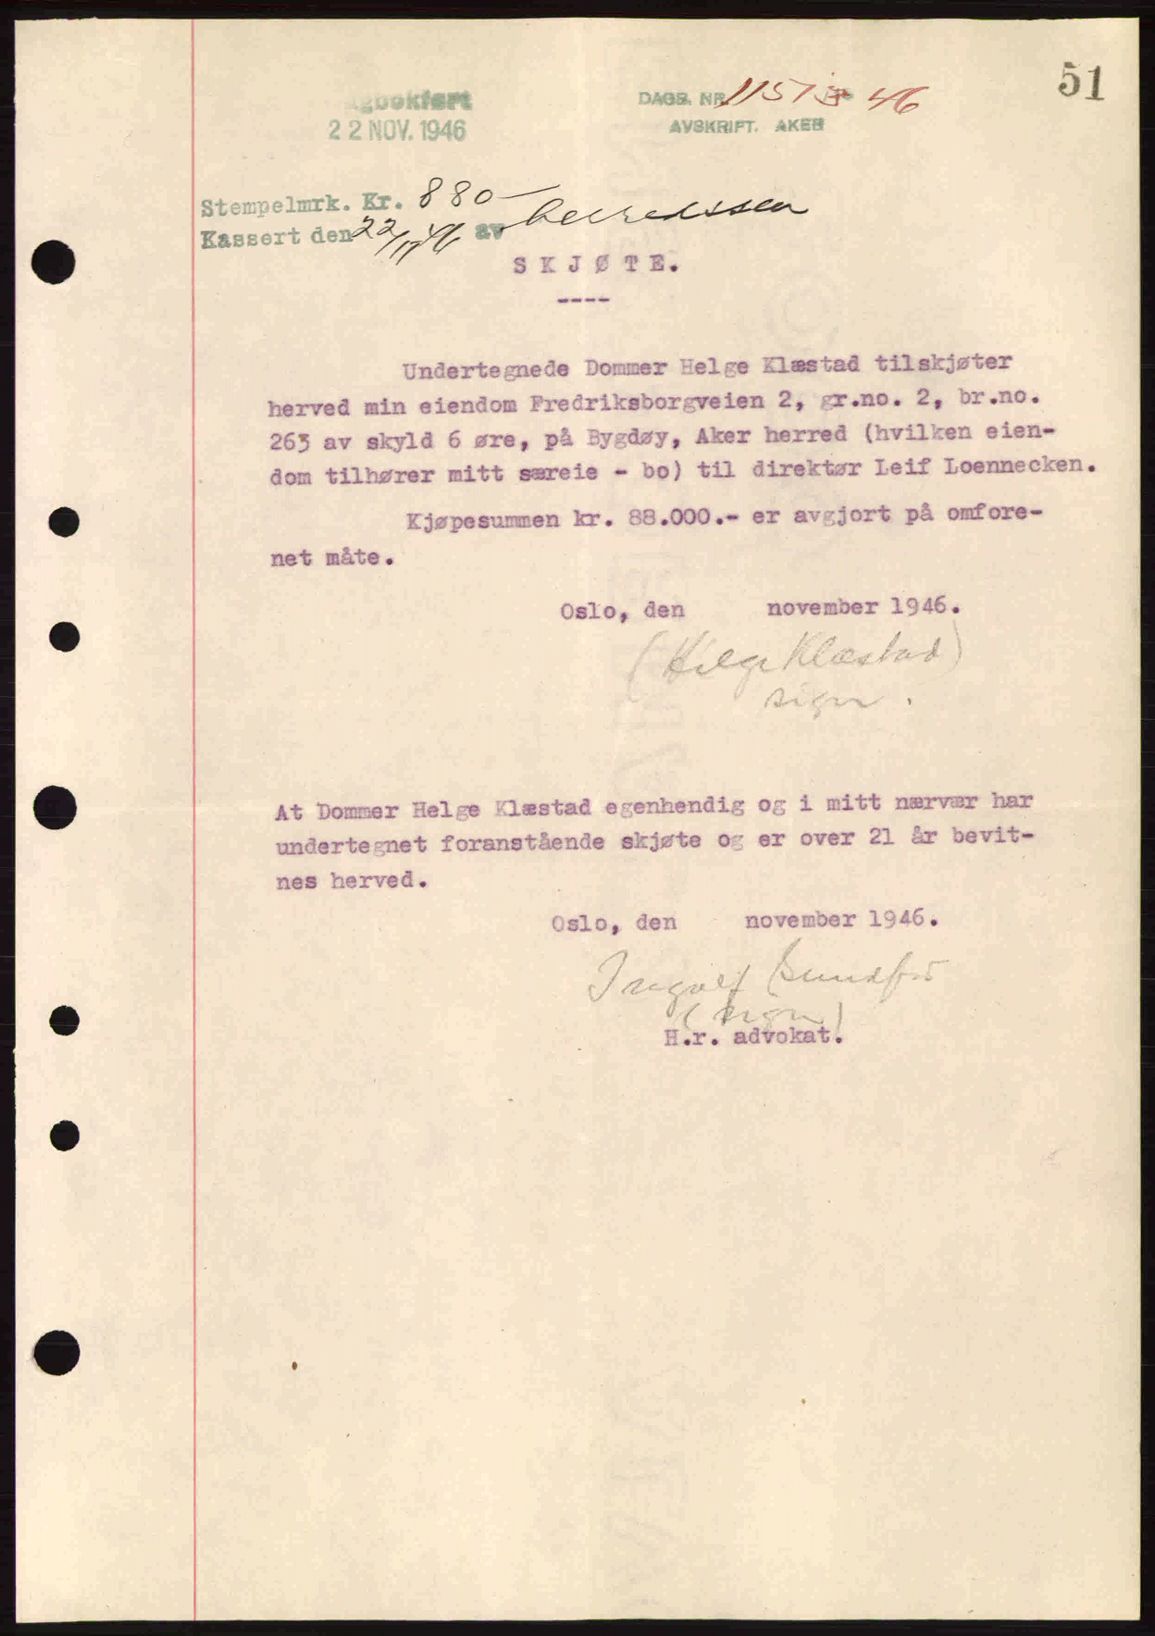 51
Dagbokført
22 NOV. 1946
DAGB. NR. 11513 46
AVSKRIFT. AKER
Stempelmrk. Kr. 880-
Kassert den 22/11 46 av
SKJØTE.
----
Undertegnede Dommer Helge Klæstad tilskjøter
herved min eiendom Fredriksborgveien 2, gr.no. 2, br.no.
263 av skyld 6 øre, på Bygdøy, Aker herred (hvilken eien-
dom tilhører mitt særeie - bo) til direktør Leif Loennecken.
Kjøpesummen kr. 88.000.- er avgjort på omfore-
net måte.
Oslo, den november 1946.
(Helge Klæstad)
sign.
At Dommer Helge Klæstad egenhendig og i mitt nærvær har
undertegnet foranstående skjøte og er over 21 år bevit-
nes herved.
Oslo, den november 1946.
Ingolf Sundfør
(sign)
H.r. advokat.